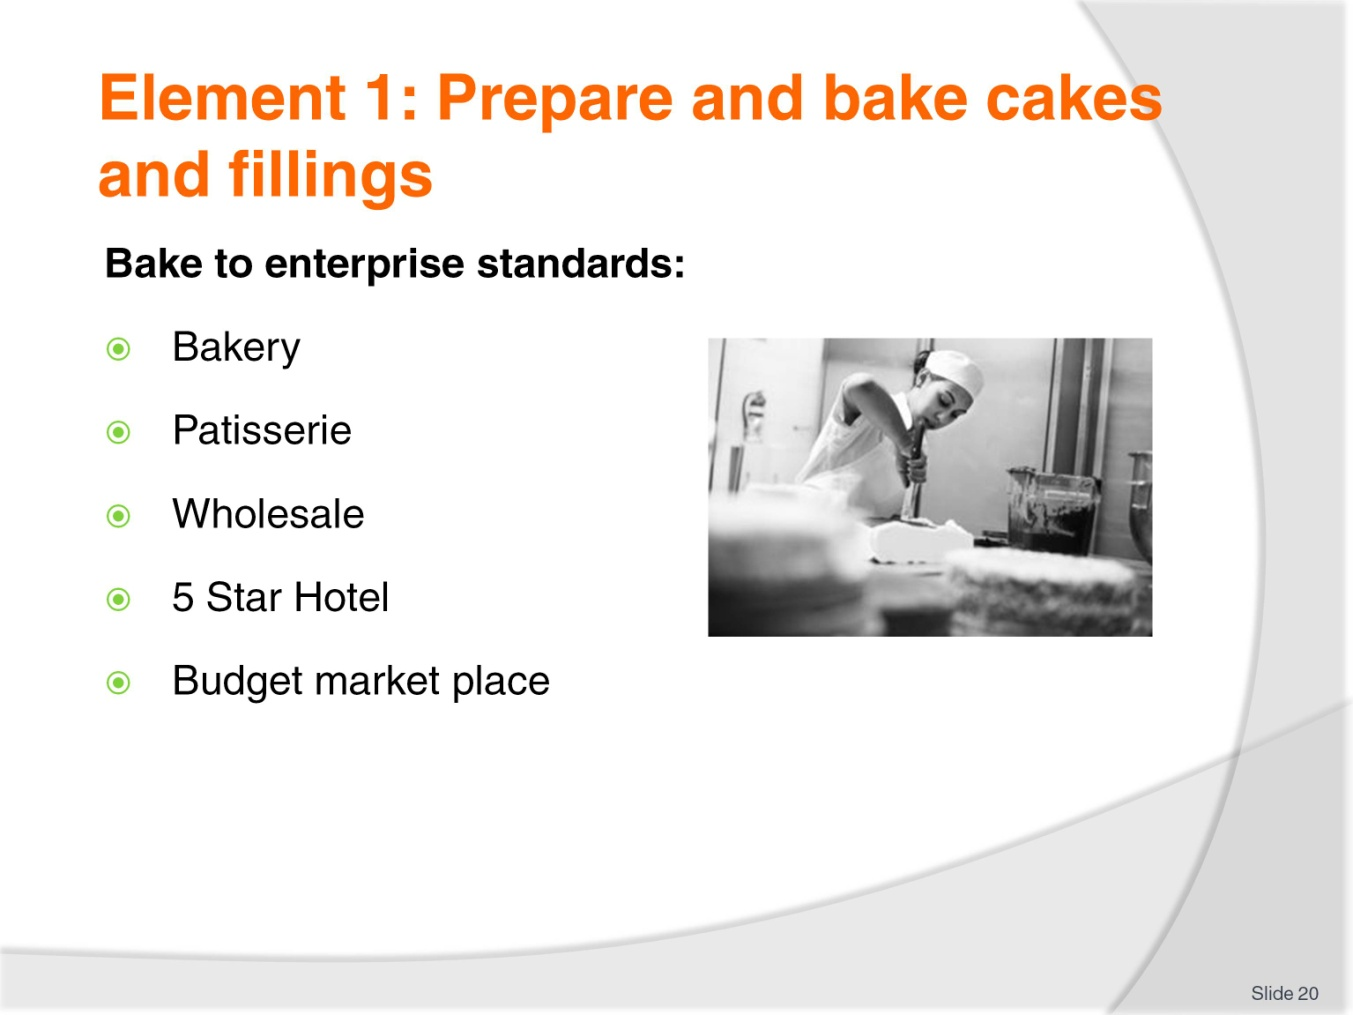 Element 1: Prepare and bake cakes
and fillings
Bake to enterprise standards:
Bakery
Patisserie
Wholesale
5 Star Hotel
Budget market place
Slide 20